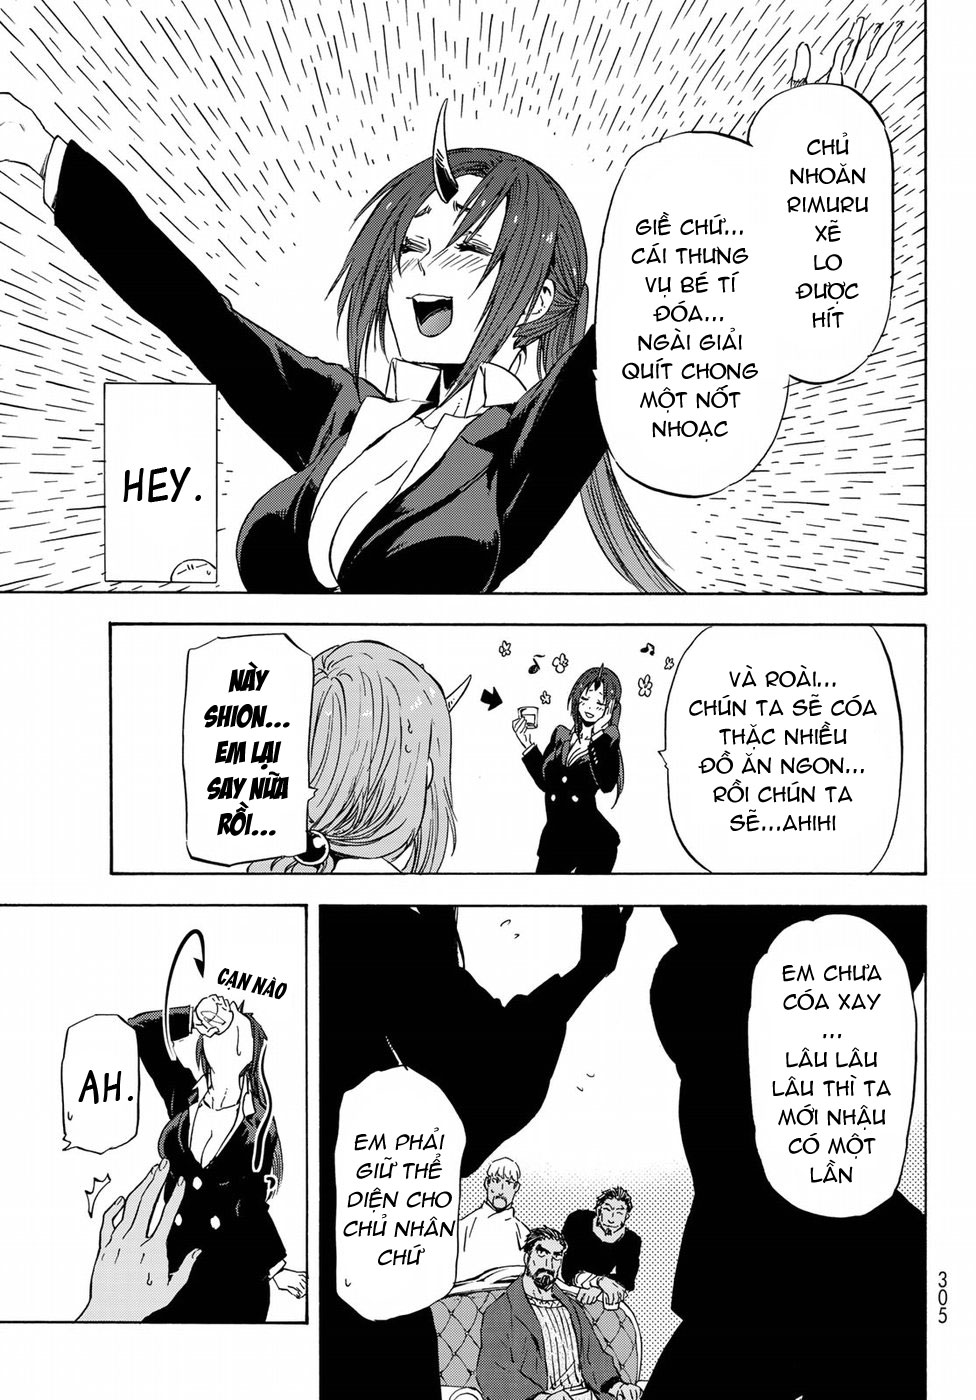 CHỦ
NHOĂN
RIMURU
XẼ
LO
ĐƯỢC
HÍT
GIỀ CHỨ...
CÁI THƯNG
VỤ BÉ TÍ
ĐÓA...
NGÀI GIẢI
QUÍT CHONG
MỘT NỐT
NHOẠC
HEY.
VÀ ROÀI...
CHÚN TA SẼ CÓA
THẶC NHIỀU
ĐỒ ĂN NGON...
RỒI CHÚN TA
SẼ...AHIHI
NÀY
SHION...
EM LẠI
SAY NỮA
RỒI...
EM CHƯA
CÓA XAY
...
LÂU LÂU
LÂU THÌ TA
MỚI NHẬU
CÓ MỘT
LẦN
EM PHẢI
GIỮ THỂ
DIỆN CHO
CHỦ NHÂN
CHỨ
CẠN NÀO
AH.
305